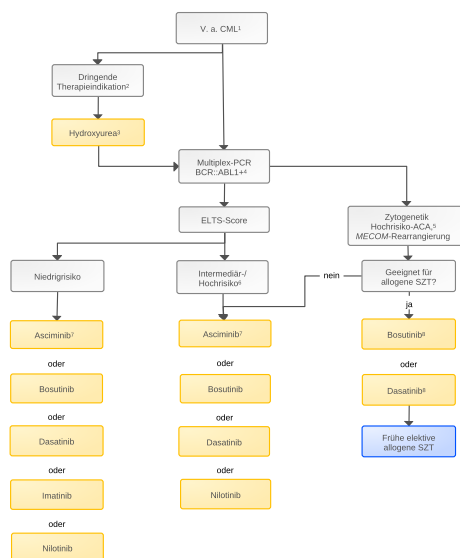 V. a. CML¹
Dringende
Therapieindikation²
Hydroxyurea³
Multiplex-PCR
BCR::ABL1+⁴
ELTS-Score
Zytogenetik
Hochrisiko-ACA,⁵
MECOM-Rearrangierung
Niedrigrisiko
Intermediär-/
Hochrisiko⁶
nein
Geeignet für
allogene SZT?
ja
Asciminib⁷
oder
Bosutinib
oder
Dasatinib
oder
Imatinib
oder
Nilotinib
Asciminib⁷
oder
Bosutinib
oder
Dasatinib
oder
Nilotinib
Bosutinib⁸
oder
Dasatinib⁸
Frühe elektive
allogene SZT